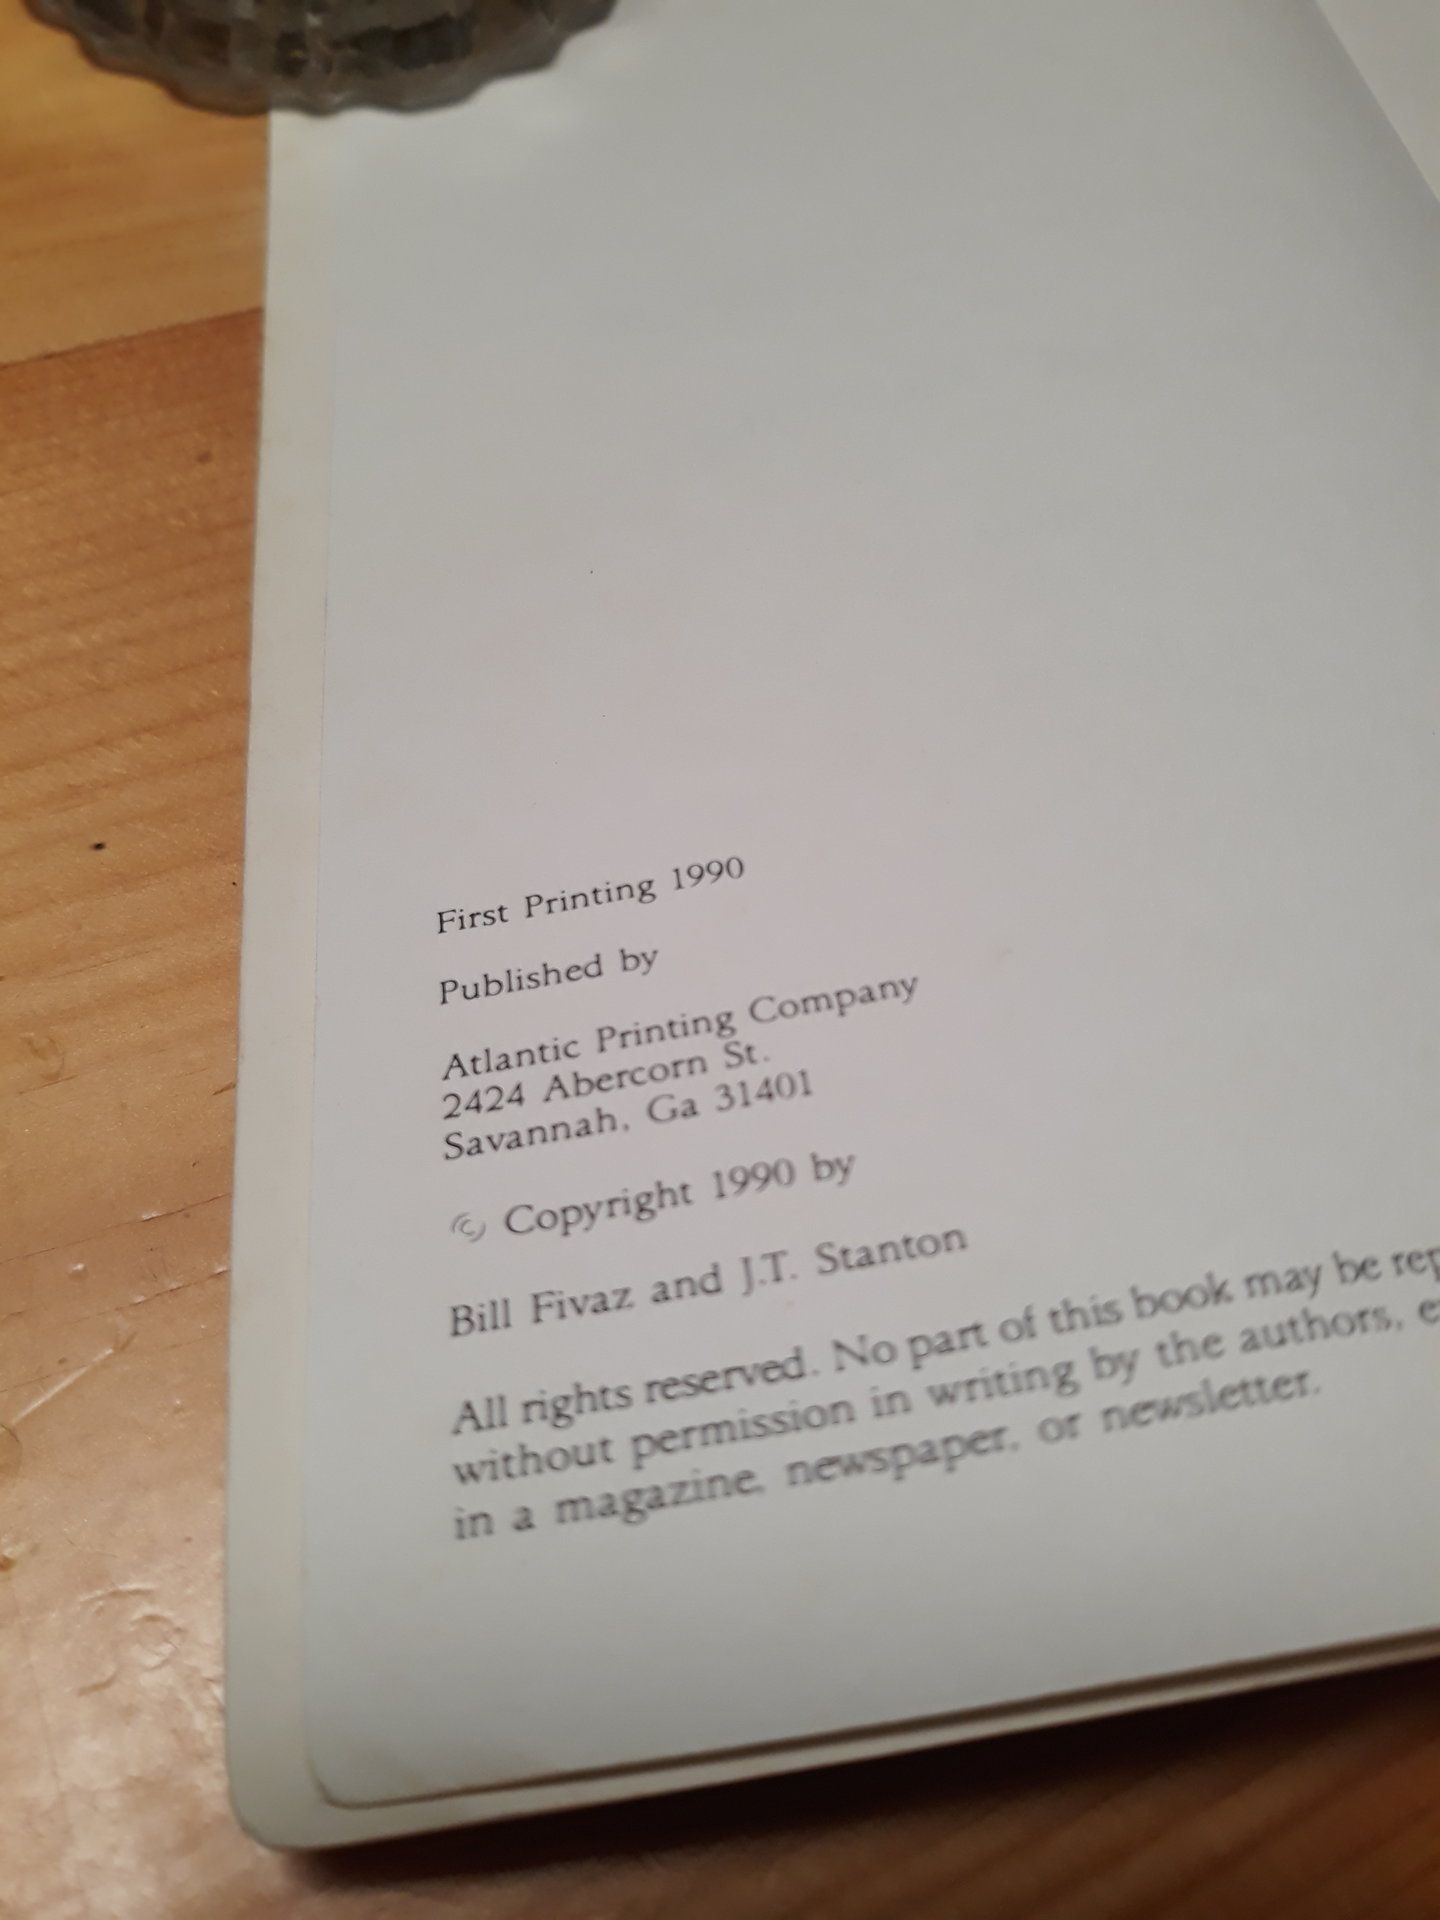 First Printing 1990
Published by
Atlantic Printing Company
2424 Abercorn St.
Savannah, Ga 31401
© Copyright 1990 by
Bill Fivaz and J.T. Stanton
All rights reserved. No part of this book may be rep
without permission in writing by the authors, e
in a magazine, newspaper, or newsletter.